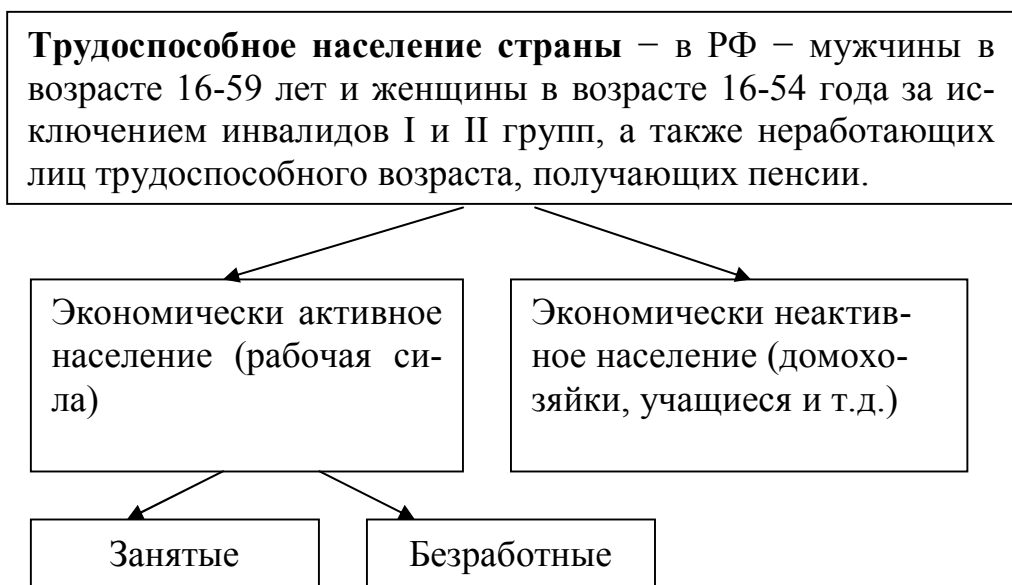 Трудоспособное население страны − в РФ − мужчины в
возрасте 16-59 лет и женщины в возрасте 16-54 года за ис-
ключением инвалидов I и II групп, а также неработающих
лиц трудоспособного возраста, получающих пенсии.
Экономически активное
население (рабочая си-
ла)
Экономически неактив-
ное население (домохо-
зяйки, учащиеся и т.д.)
Занятые
Безработные